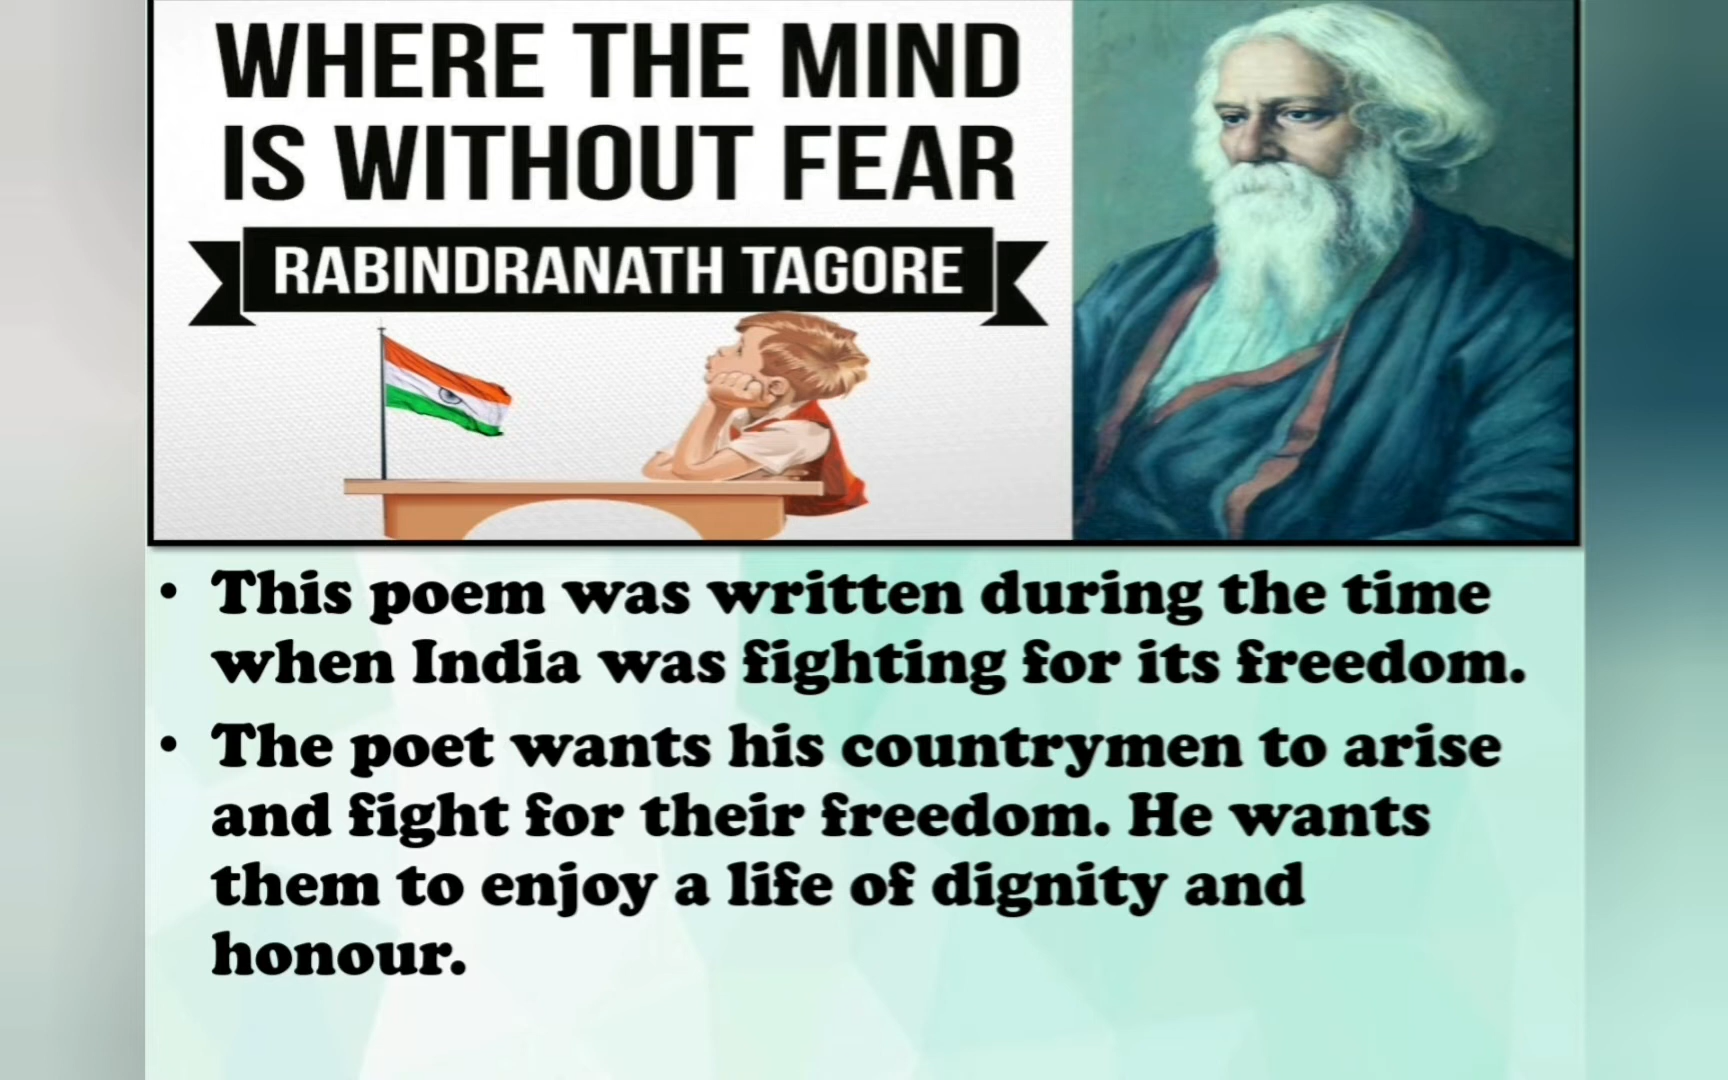 WHERE THE MIND
IS WITHOUT FEAR
RABINDRANATH TAGORE
• This poem was written during the time
when India was fighting for its freedom.
• The poet wants his countrymen to arise
and fight for their freedom. He wants
them to enjoy a life of dignity and
honour.